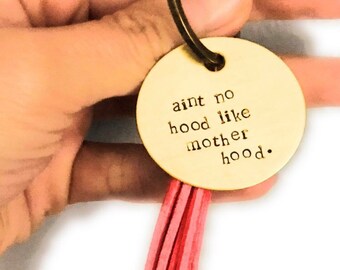 aint no
hood like
mother
hood.